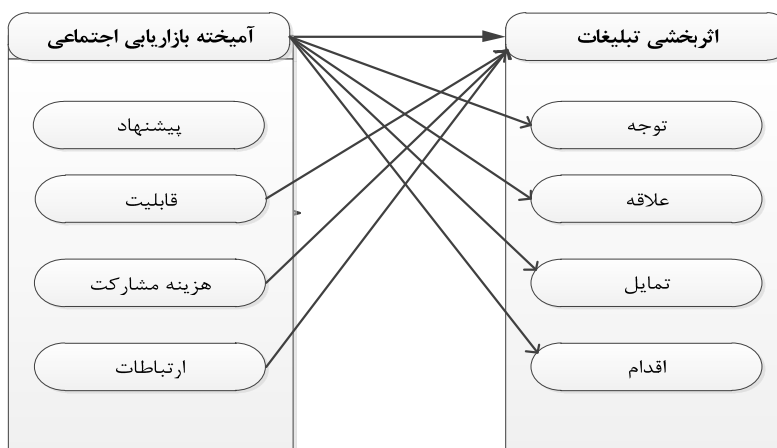 آمیخته بازاریابی اجتماعی
پیشنهاد
قابلیت
هزینه مشارکت
ارتباطات
اثربخشی تبلیغات
توجه
علاقه
تمایل
اقدام